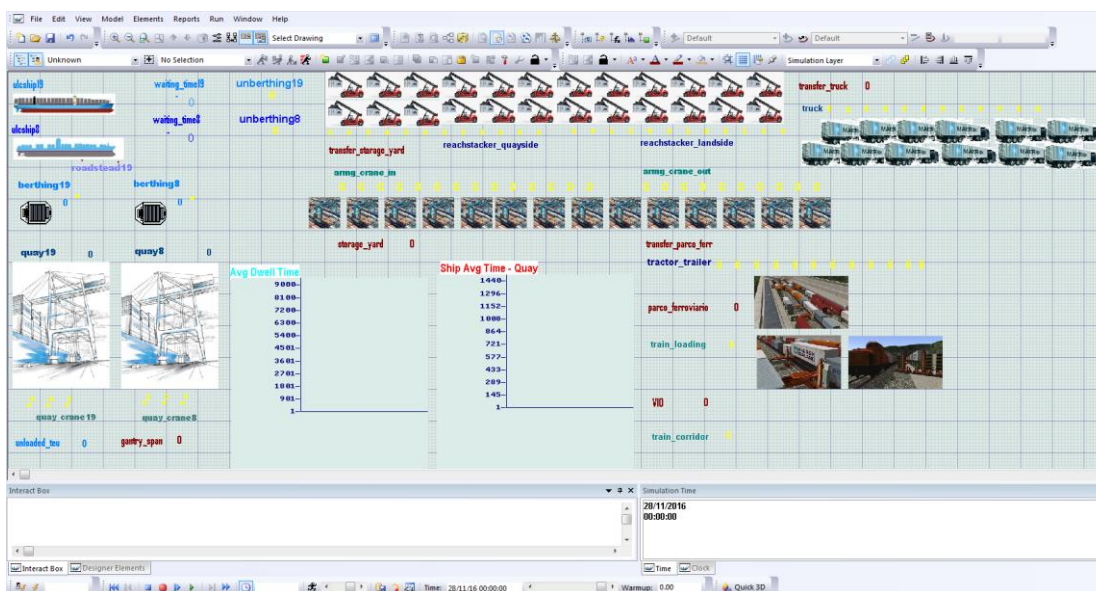 File Edit View Model Elements Reports Run Window Help
Select Drawing Default Default
Unknown No Selection Simulation Layer
ulcship19 waiting_time19 unberthing19 transfer_truck 0
0 truck
ulcship8 waiting_time8 unberthing8
0
roadstead19 transfer_storage_yard reachstacker_quayside reachstacker_landside
berthing19 berthing8 armg_crane_in armg_crane_out
0 0
quay19 0 quay8 0 storage_yard 0 transfer_parco_ferr
Avg Dwell Time Ship Avg Time - Quay tractor_trailer
9000 1440
8100 1296
7200 1152 parco_ferroviario 0
6300 1008
5400 864
4501 721 train_loading
3601 577
2701 433
1801 289
901 145 VIO 0
1 1
quay_crane19 quay_crane8
unloaded_teu 0 gantry_span 0 train_corridor
Interact Box Simulation Time
28/11/2016
00:00:00
Interact Box Designer Elements Time Clock
Time: 28/11/16 00:00:00 Warmup: 0.00 Quick 3D